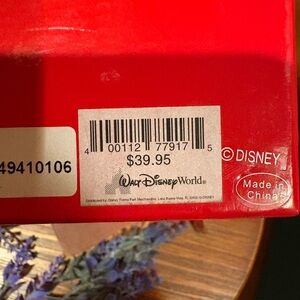 4 00112 77917 5
$39.95
49410106
© DISNEY
Walt Disney World®
Made in
China